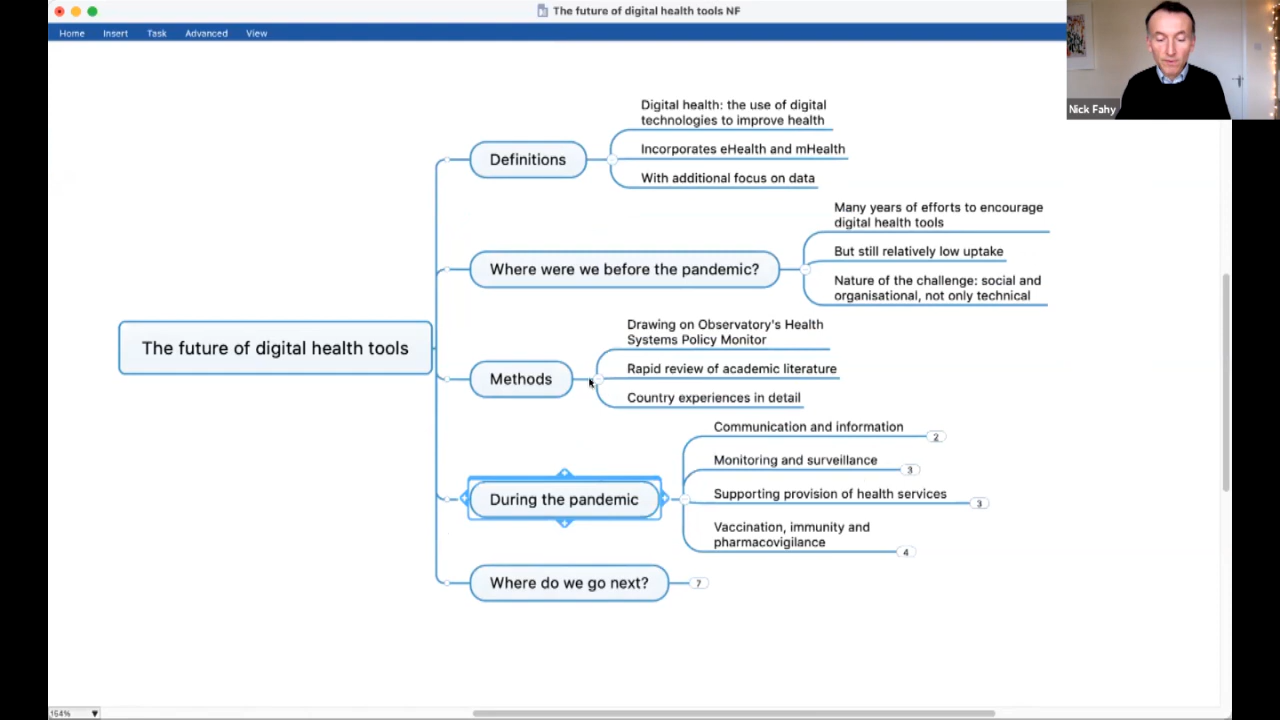 The future of digital health tools NF
Home Insert Task Advanced View
Nick Fahy
Digital health: the use of digital
technologies to improve health
Definitions
Incorporates eHealth and mHealth
With additional focus on data
Many years of efforts to encourage
digital health tools
Where were we before the pandemic?
But still relatively low uptake
Nature of the challenge: social and
organisational, not only technical
The future of digital health tools
Drawing on Observatory's Health
Systems Policy Monitor
Methods
Rapid review of academic literature
Country experiences in detail
Communication and information 2
Monitoring and surveillance 3
During the pandemic
Supporting provision of health services 3
Vaccination, immunity and
pharmacovigilance 4
Where do we go next? 7
164%